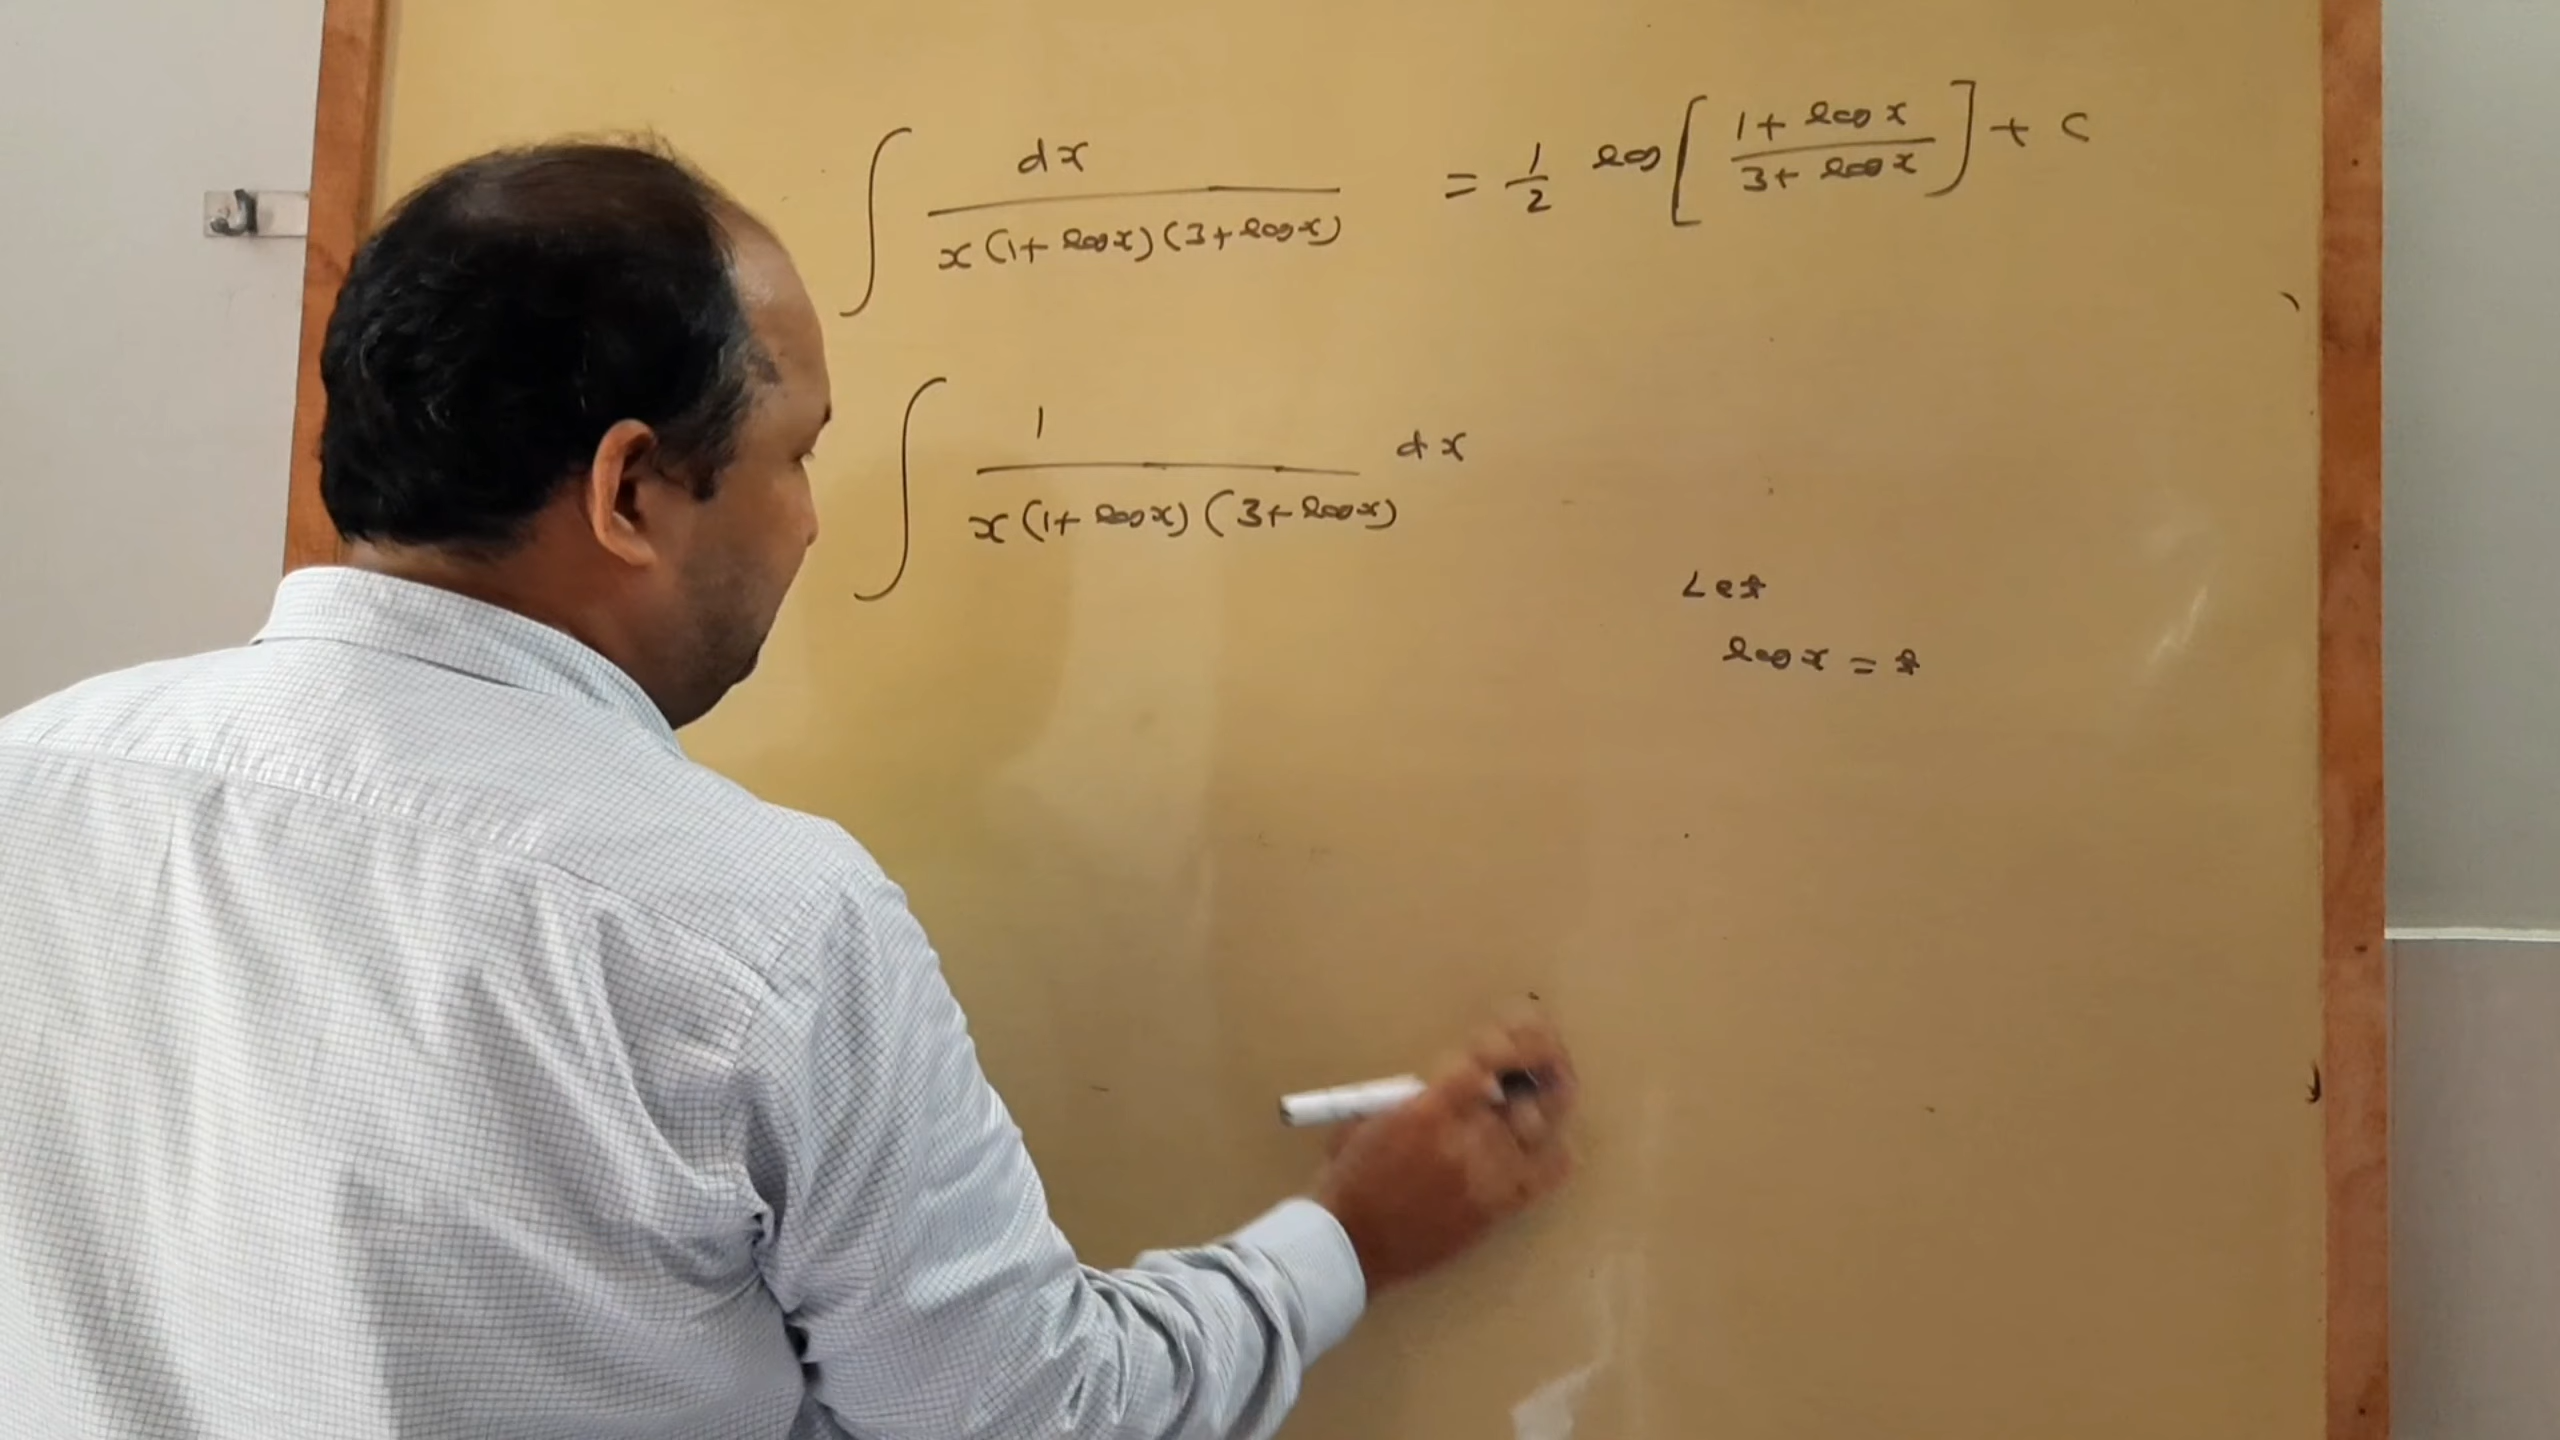 ∫ dx / x(1+ log x)(3+ log x) = 1/2 log [ 1+ log x / 3+ log x ] + C
∫ 1 / x(1+ log x)(3+ log x) dx
Let
log x = t